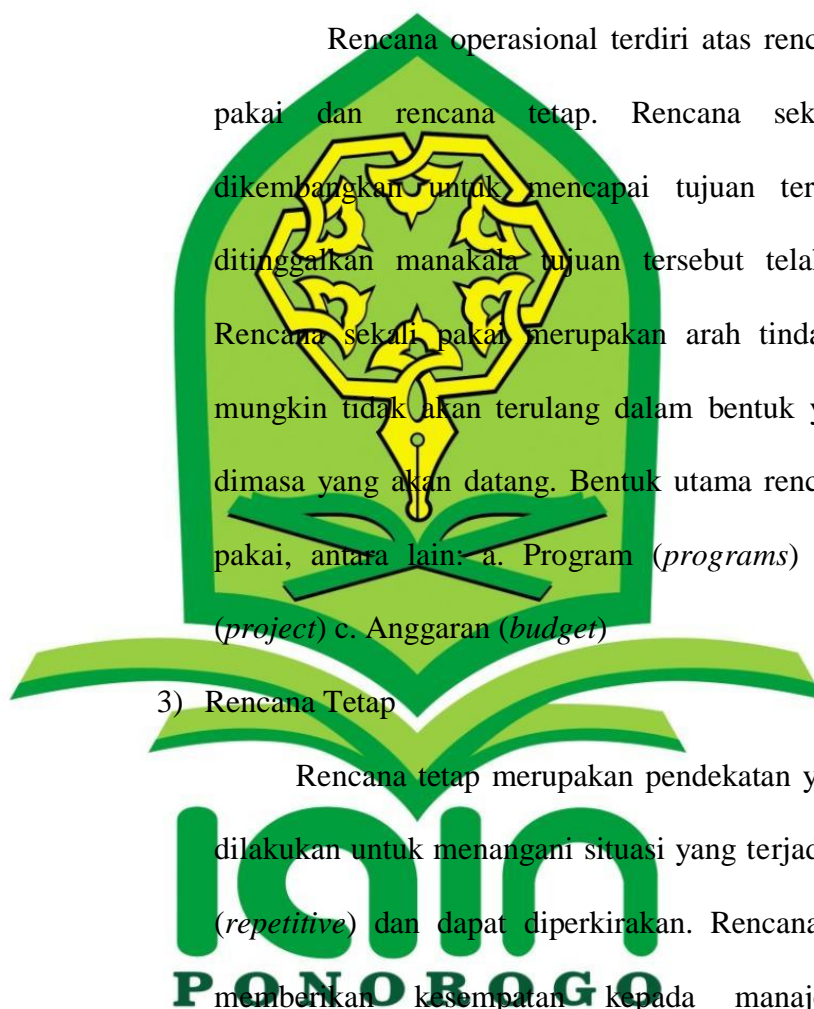 Rencana operasional terdiri atas renc
pakai dan rencana tetap. Rencana sek
dikembangkan untuk mencapai tujuan ter
ditinggalkan manakala tujuan tersebut tela
Rencana sekali pakai merupakan arah tinda
mungkin tidak akan terulang dalam bentuk y
dimasa yang akan datang. Bentuk utama renc
pakai, antara lain: a. Program (programs)
(project) c. Anggaran (budget)
3) Rencana Tetap
Rencana tetap merupakan pendekatan y
dilakukan untuk menangani situasi yang terjad
(repetitive) dan dapat diperkirakan. Rencana
memberikan kesempatan kepada manaj
iain
PONOROGO